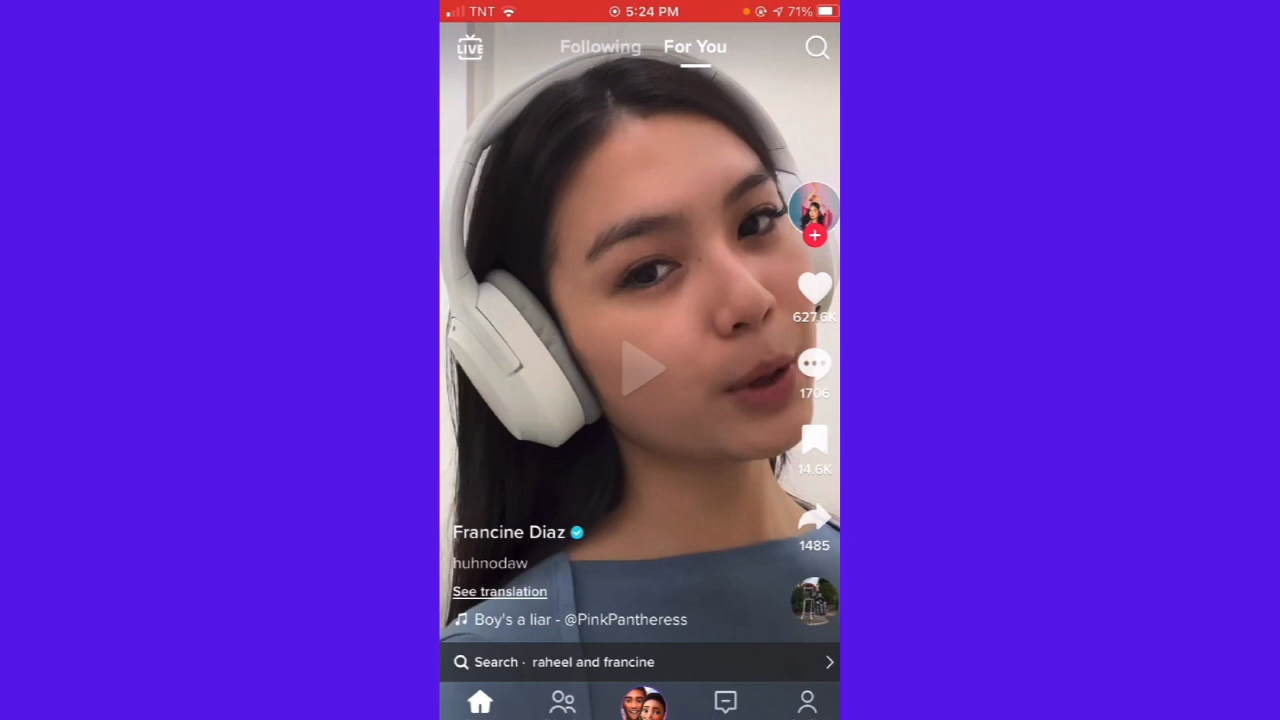 TNT 5:24 PM 71%
LIVE Following For You
627.6K
1706
14.6K
Francine Diaz
1485
huhnodaw
See translation
Boy's a liar - @PinkPantheress
Search · raheel and francine